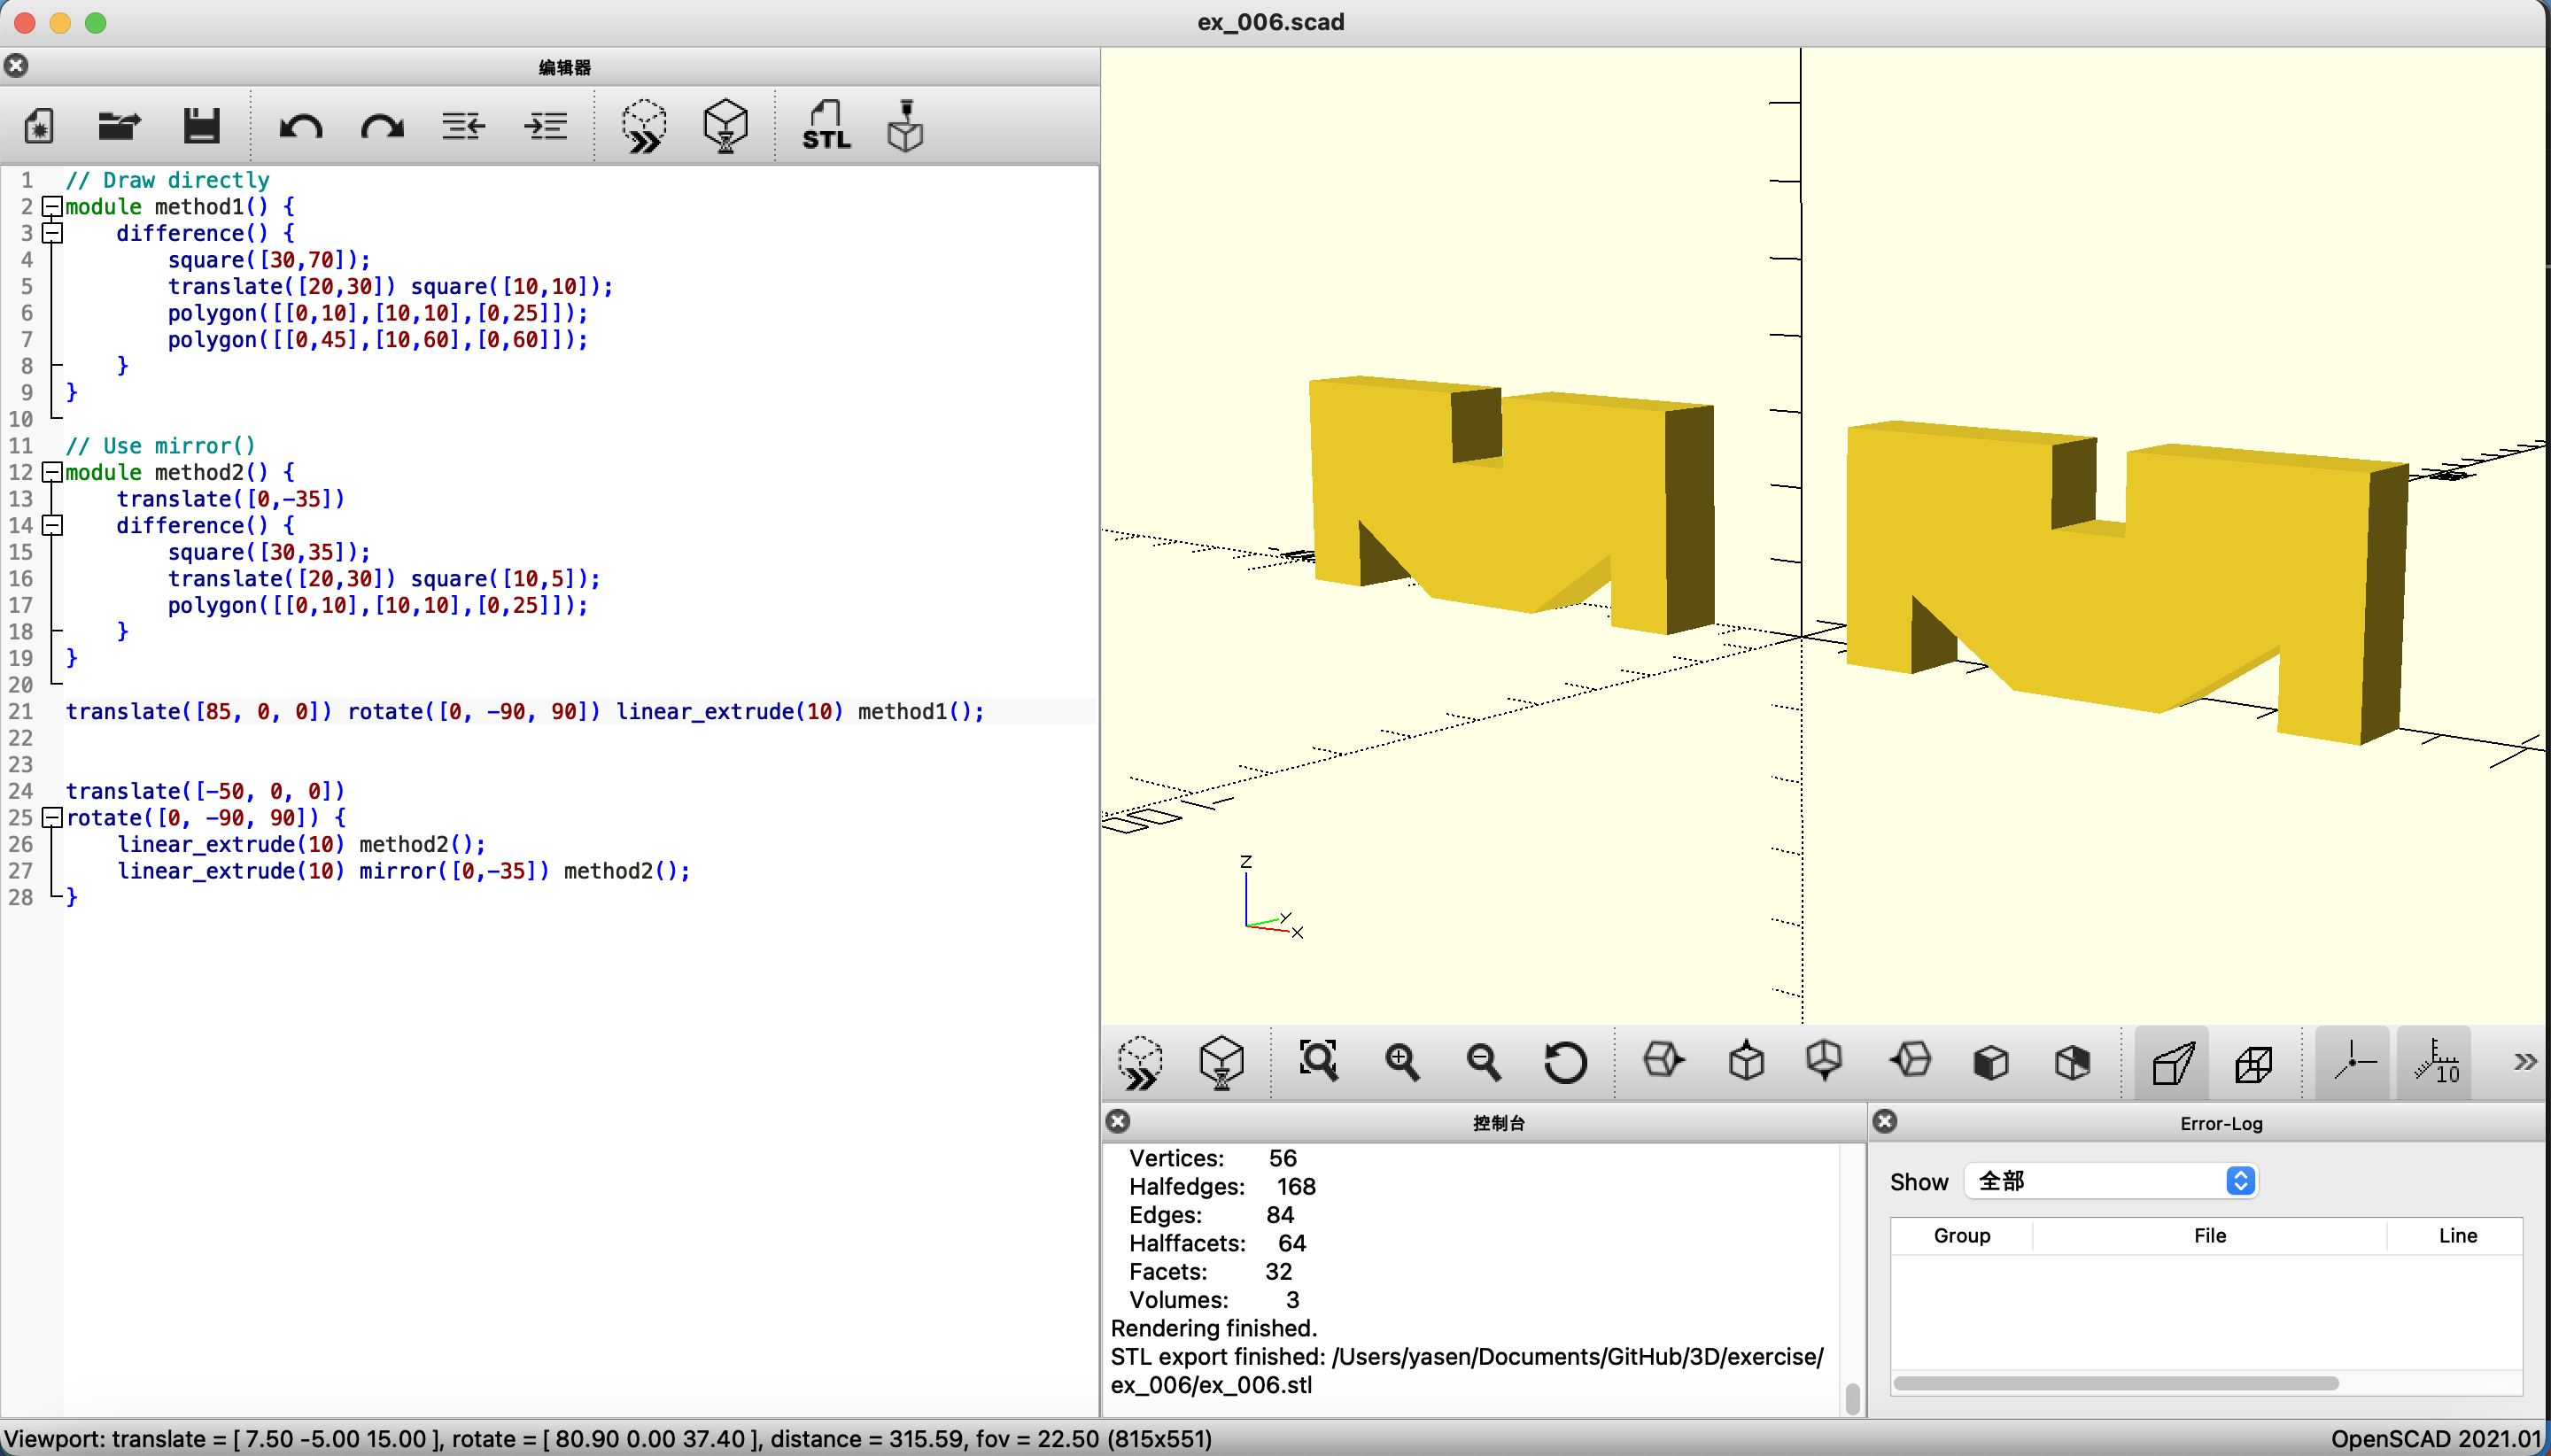 ex_006.scad
编辑器
STL
1 // Draw directly
2 module method1() {
3 difference() {
4 square([30,70]);
5 translate([20,30]) square([10,10]);
6 polygon([[0,10],[10,10],[0,25]]);
7 polygon([[0,45],[10,60],[0,60]]);
8 }
9 }
10
11 // Use mirror()
12 module method2() {
13 translate([0,-35])
14 difference() {
15 square([30,35]);
16 translate([20,30]) square([10,5]);
17 polygon([[0,10],[10,10],[0,25]]);
18 }
19 }
20
21 translate([85, 0, 0]) rotate([0, -90, 90]) linear_extrude(10) method1();
22
23
24 translate([-50, 0, 0])
25 rotate([0, -90, 90]) {
26 linear_extrude(10) method2();
27 linear_extrude(10) mirror([0,-35]) method2();
28 }
Z
Y
X
10
控制台
Vertices: 56
Halfedges: 168
Edges: 84
Halffacets: 64
Facets: 32
Volumes: 3
Rendering finished.
STL export finished: /Users/yasen/Documents/GitHub/3D/exercise/
ex_006/ex_006.stl
Error-Log
Show 全部
Group File Line
Viewport: translate = [ 7.50 -5.00 15.00 ], rotate = [ 80.90 0.00 37.40 ], distance = 315.59, fov = 22.50 (815x551)
OpenSCAD 2021.01